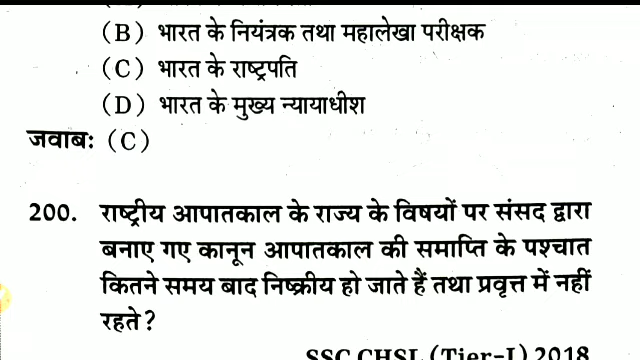 (B) भारत के नियंत्रक तथा महालेखा परीक्षक
(C) भारत के राष्ट्रपति
(D) भारत के मुख्य न्यायाधीश
जवाबः (C)
200. राष्ट्रीय आपातकाल के राज्य के विषयों पर संसद द्वारा
बनाए गए कानून आपातकाल की समाप्ति के पश्चात
कितने समय बाद निष्क्रीय हो जाते हैं तथा प्रवृत्त में नहीं
रहते?
SSC CHSL (Tier-I) 2018